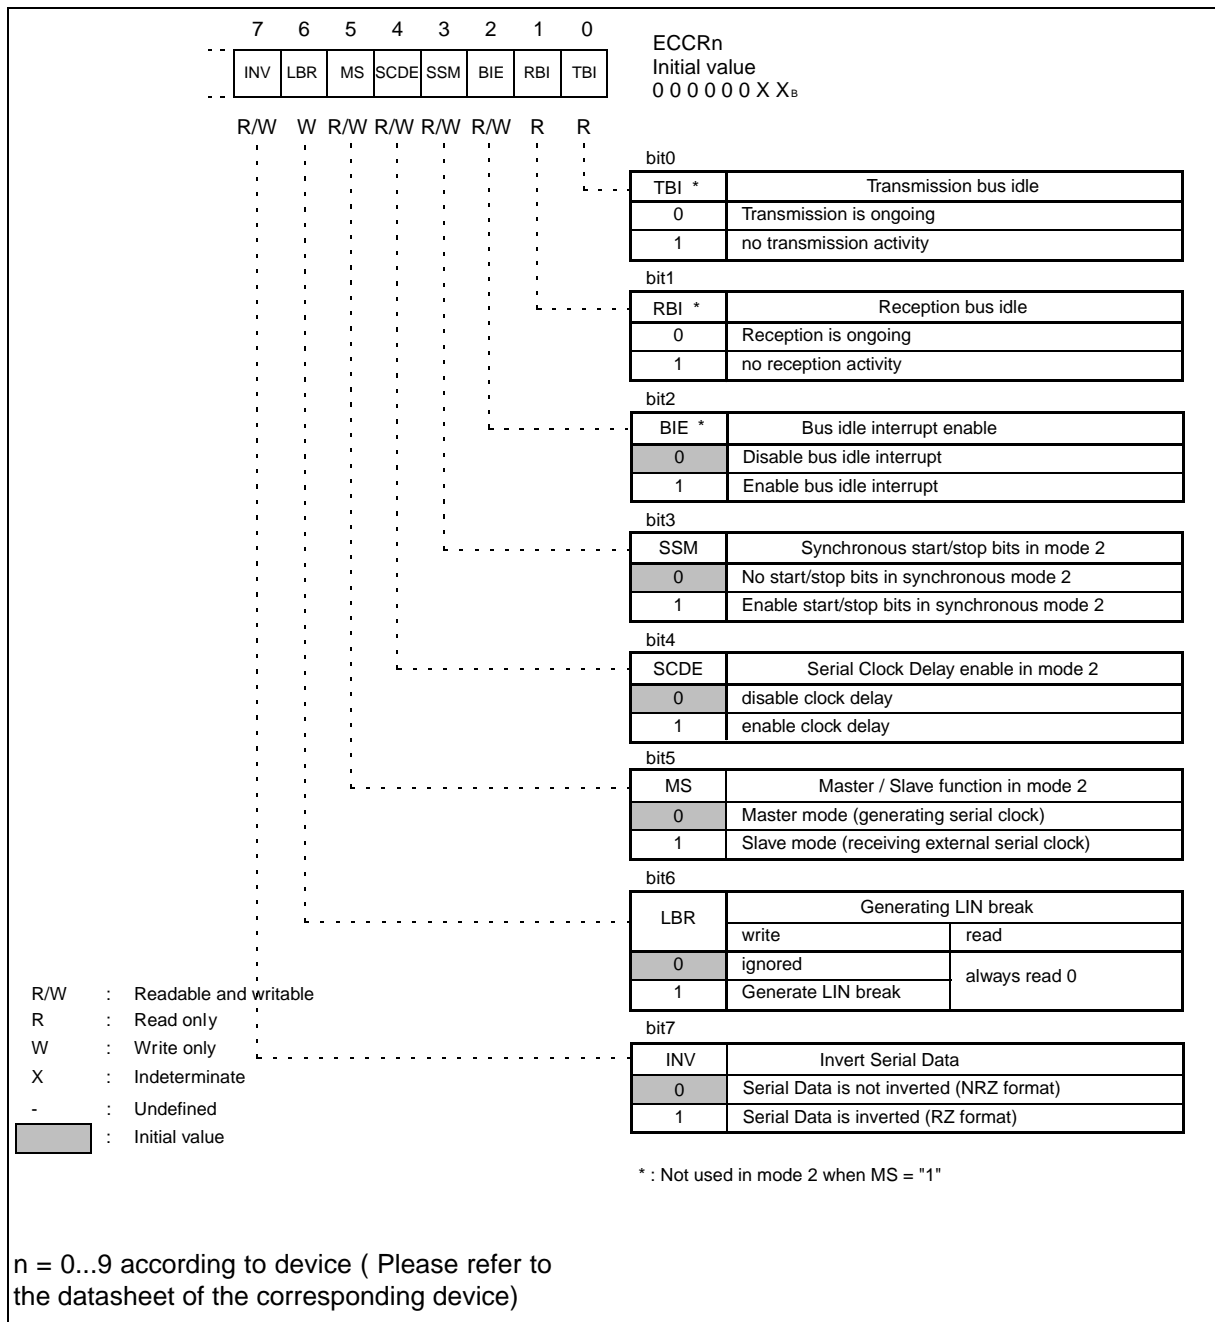 7 6 5 4 3 2 1 0
INV LBR MS SCDE SSM BIE RBI TBI
R/W W R/W R/W R/W R/W R R
ECCRn
Initial value
0 0 0 0 0 0 X X B
bit0
TBI * Transmission bus idle
0 Transmission is ongoing
1 no transmission activity
bit1
RBI * Reception bus idle
0 Reception is ongoing
1 no reception activity
bit2
BIE * Bus idle interrupt enable
0 Disable bus idle interrupt
1 Enable bus idle interrupt
bit3
SSM Synchronous start/stop bits in mode 2
0 No start/stop bits in synchronous mode 2
1 Enable start/stop bits in synchronous mode 2
bit4
SCDE Serial Clock Delay enable in mode 2
0 disable clock delay
1 enable clock delay
bit5
MS Master / Slave function in mode 2
0 Master mode (generating serial clock)
1 Slave mode (receiving external serial clock)
bit6
LBR Generating LIN break
write read
0 ignored always read 0
1 Generate LIN break
bit7
INV Invert Serial Data
0 Serial Data is not inverted (NRZ format)
1 Serial Data is inverted (RZ format)
* : Not used in mode 2 when MS = "1"
R/W : Readable and writable
R : Read only
W : Write only
X : Indeterminate
- : Undefined
: Initial value
n = 0...9 according to device ( Please refer to
the datasheet of the corresponding device)